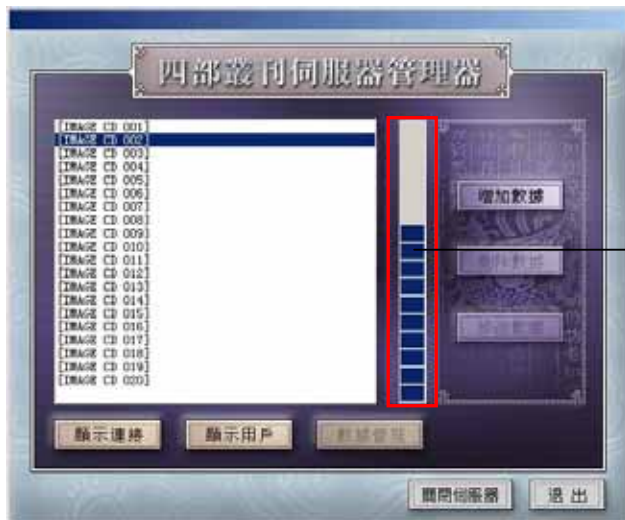 四部叢刊伺服器管理器
[IMAGE CD 001]
[IMAGE CD 002]
[IMAGE CD 003]
[IMAGE CD 004]
[IMAGE CD 005]
[IMAGE CD 006]
[IMAGE CD 007]
[IMAGE CD 008]
[IMAGE CD 009]
[IMAGE CD 010]
[IMAGE CD 011]
[IMAGE CD 012]
[IMAGE CD 013]
[IMAGE CD 014]
[IMAGE CD 015]
[IMAGE CD 016]
[IMAGE CD 017]
[IMAGE CD 018]
[IMAGE CD 019]
[IMAGE CD 020]
增加數據
刪除數據
顯示連接
顯示用戶
數據管理
關閉伺服器
退出